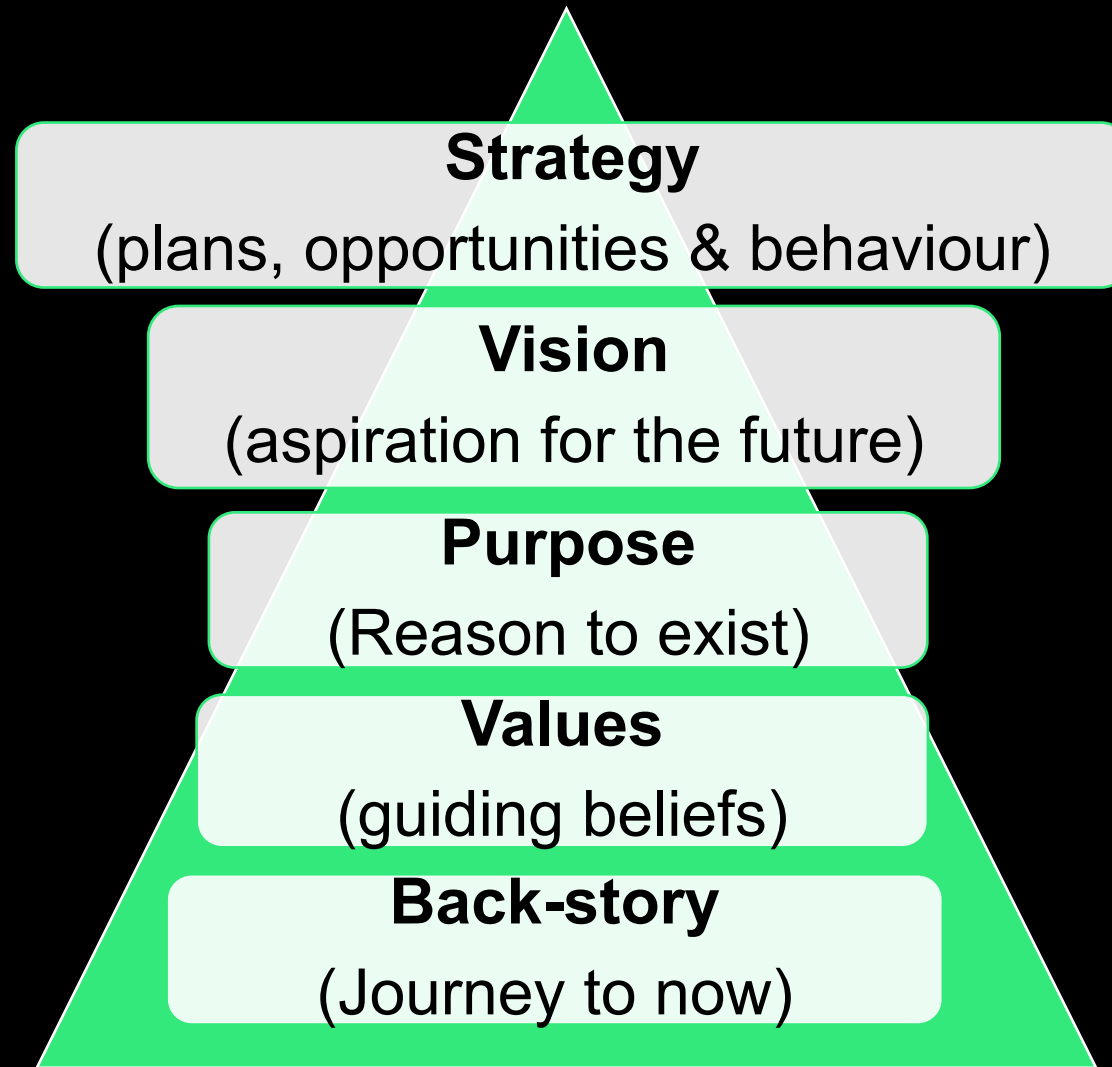 Strategy
(plans, opportunities & behaviour)
Vision
(aspiration for the future)
Purpose
(Reason to exist)
Values
(guiding beliefs)
Back-story
(Journey to now)